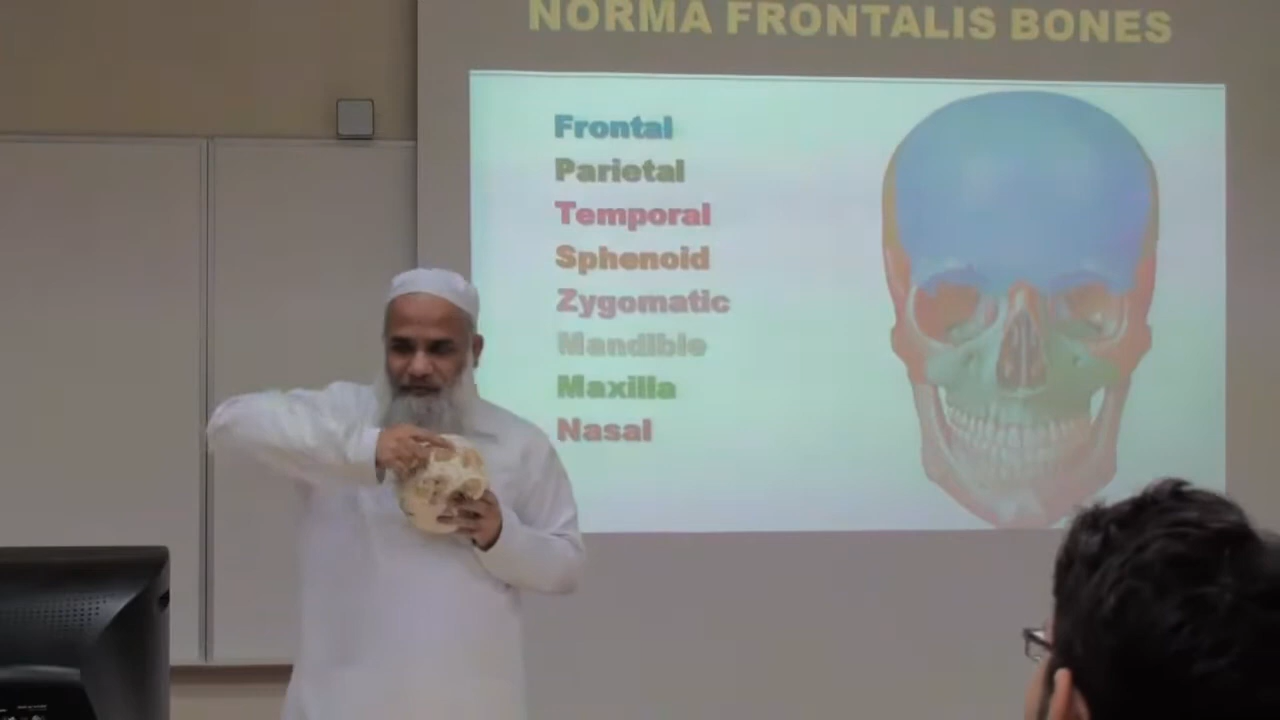 NORMA FRONTALIS BONES
Frontal
Parietal
Temporal
Sphenoid
Zygomatic
Mandible
Maxilla
Nasal